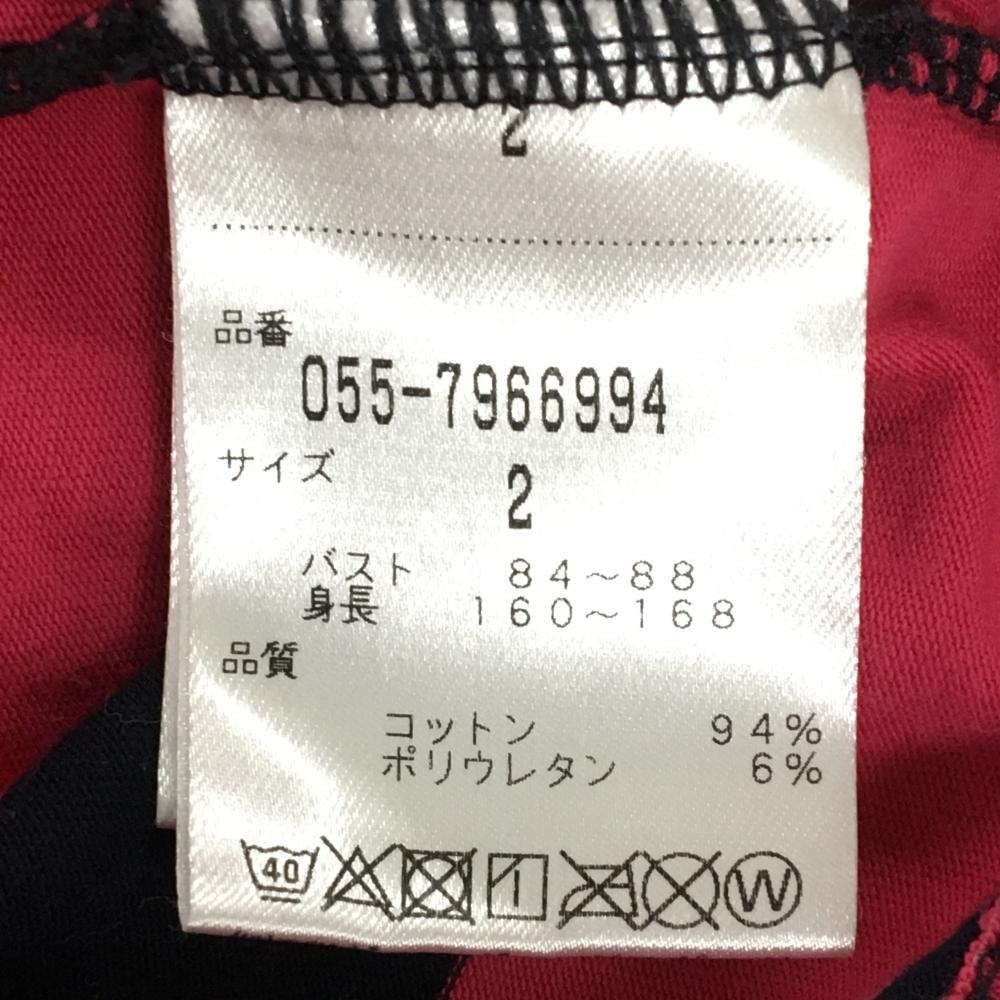 2
品番
055-7966994
サイズ
2
バスト 84~88
身長 160~168
品質
コットン 94%
ポリウレタン 6%
40 W